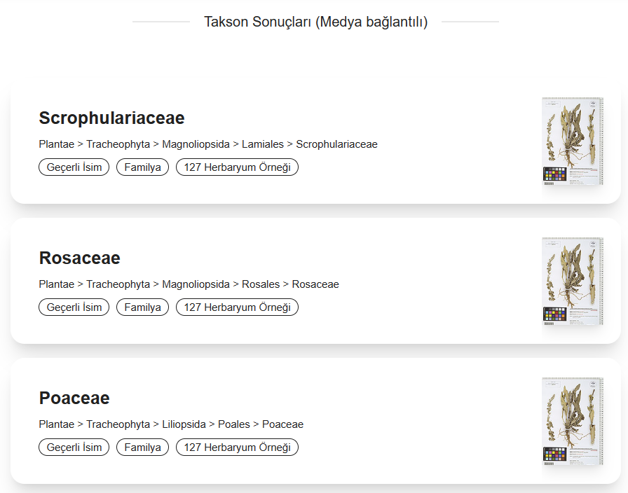 Takson Sonuçları (Medya bağlantılı)
Scrophulariaceae
Plantae > Tracheophyta > Magnoliopsida > Lamiales > Scrophulariaceae
Geçerli İsim Familya 127 Herbaryum Örneği
Rosaceae
Plantae > Tracheophyta > Magnoliopsida > Rosales > Rosaceae
Geçerli İsim Familya 127 Herbaryum Örneği
Poaceae
Plantae > Tracheophyta > Liliopsida > Poales > Poaceae
Geçerli İsim Familya 127 Herbaryum Örneği